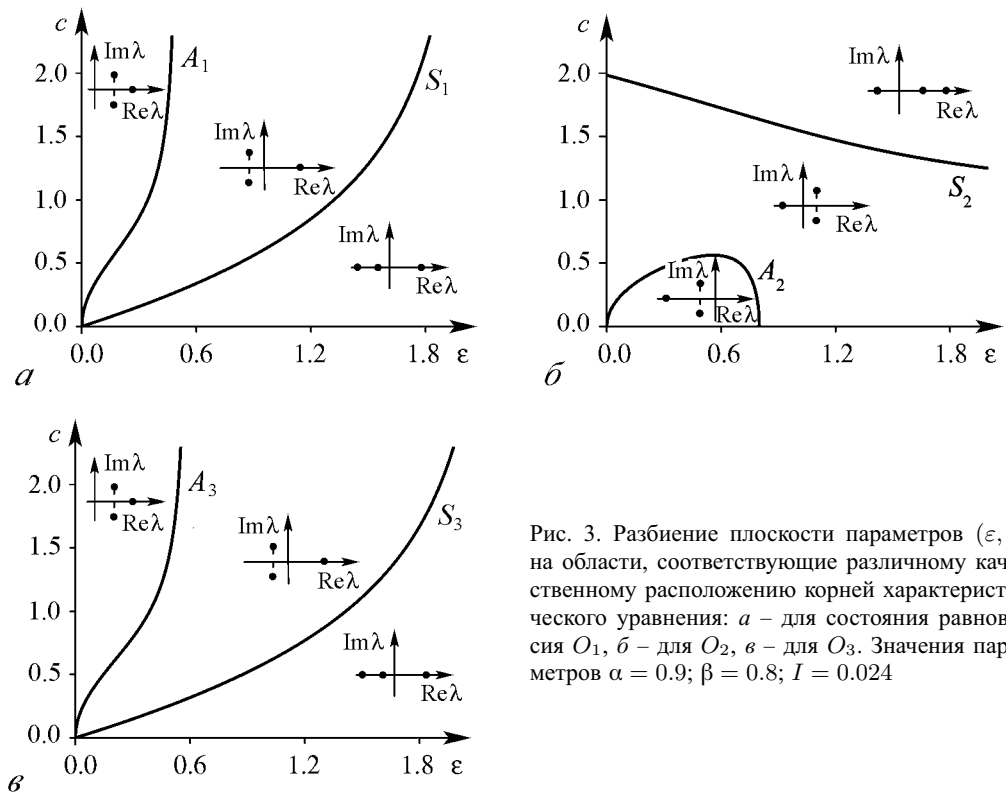 c
2.0
1.5
1.0
0.5
0.0
0.0 0.6 1.2 1.8 ε
Imλ
Reλ
A₁
Imλ
Reλ
S₁
Imλ
Reλ
а
c
2.0
1.5
1.0
0.5
0.0
0.0 0.6 1.2 1.8 ε
Imλ
Reλ
S₂
Imλ
Reλ
A₂
Imλ
Reλ
б
c
2.0
1.5
1.0
0.5
0.0
0.0 0.6 1.2 1.8 ε
Imλ
Reλ
A₃
Imλ
Reλ
S₃
Imλ
Reλ
в
Рис. 3. Разбиение плоскости параметров (ε,
на области, соответствующие различному кач
ственному расположению корней характерист
ческого уравнения: а – для состояния равнов
сия O₁, б – для O₂, в – для O₃. Значения пар
метров α = 0.9; β = 0.8; I = 0.024